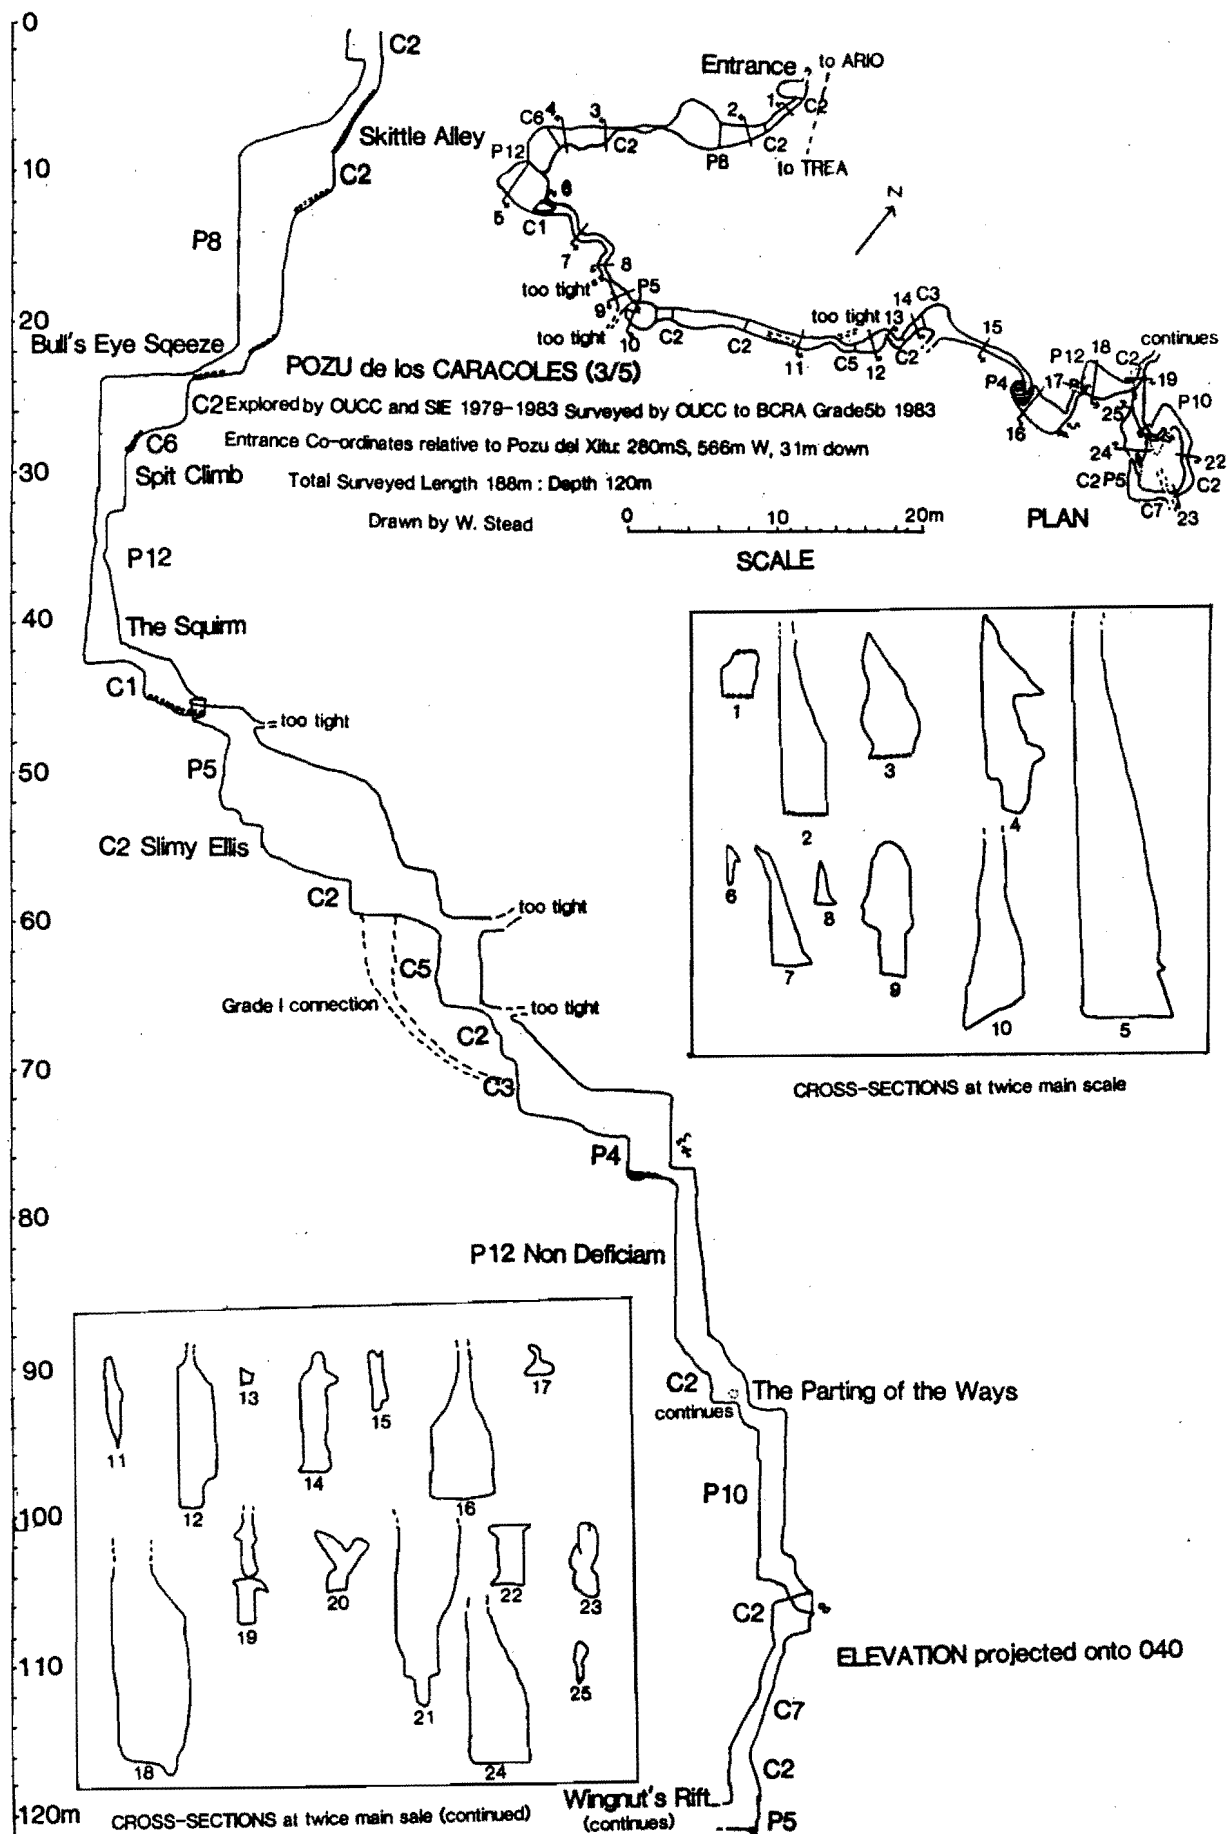 0
10
20
30
40
50
60
70
80
90
100
110
120m
C2
Skittle Alley
C2
P8
Bull's Eye Sqeeze
C2
C6
Spit Climb
P12
The Squirm
C1
too tight
P5
C2 Slimy Ellis
C2
too tight
C5
Grade I connection
too tight
C2
C3
P4
P12 Non Deficiam
C2
The Parting of the Ways
continues
P10
C2
C7
C2
Wingnut's Rift
(continues)
P5
ELEVATION projected onto 040
POZU de los CARACOLES (3/5)
Explored by OUCC and SIE 1979-1983 Surveyed by OUCC to BCRA Grade5b 1983
Entrance Co-ordinates relative to Pozu del Xitu: 280mS, 566m W, 31m down
Total Surveyed Length 188m : Depth 120m
Drawn by W. Stead
0 10 20m
SCALE
PLAN
Entrance
to ARIO
to TREA
N
1
C2
2
C2
P8
3
C2
4
C6
P12
5
6
C1
7
8
too tight
P5
9
too tight
10
C2
C2
11
too tight
C5
12
13
14
C3
C2
15
P4
16
17
P12
18
C2
continues
19
25
P10
24
22
C2
P5
C2
C7
23
1
2
3
4
5
6
7
8
9
10
CROSS-SECTIONS at twice main scale
11
12
13
14
15
16
17
18
19
20
21
22
23
24
25
CROSS-SECTIONS at twice main sale (continued)